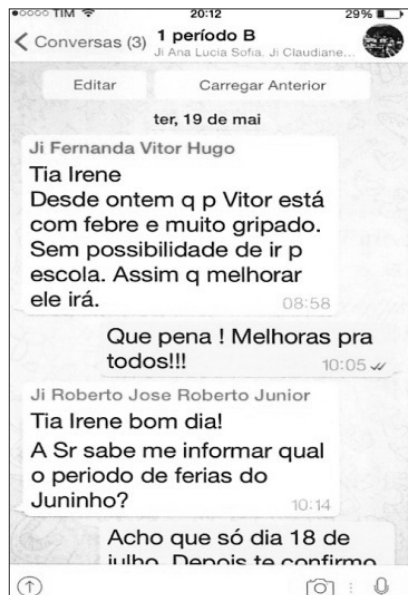 TIM 20:12 29%
Conversas (3) 1 período B
Ji Ana Lucia Sofia, Ji Claudiane...
Editar Carregar Anterior
ter, 19 de mai
Ji Fernanda Vitor Hugo
Tia Irene
Desde ontem q p Vitor está
com febre e muito gripado.
Sem possibilidade de ir p
escola. Assim q melhorar
ele irá.
08:58
Que pena ! Melhoras pra
todos!!!
10:05
Ji Roberto Jose Roberto Junior
Tia Irene bom dia!
A Sr sabe me informar qual
o periodo de ferias do
Juninho?
10:14
Acho que só dia 18 de
julho. Depois te confirmo